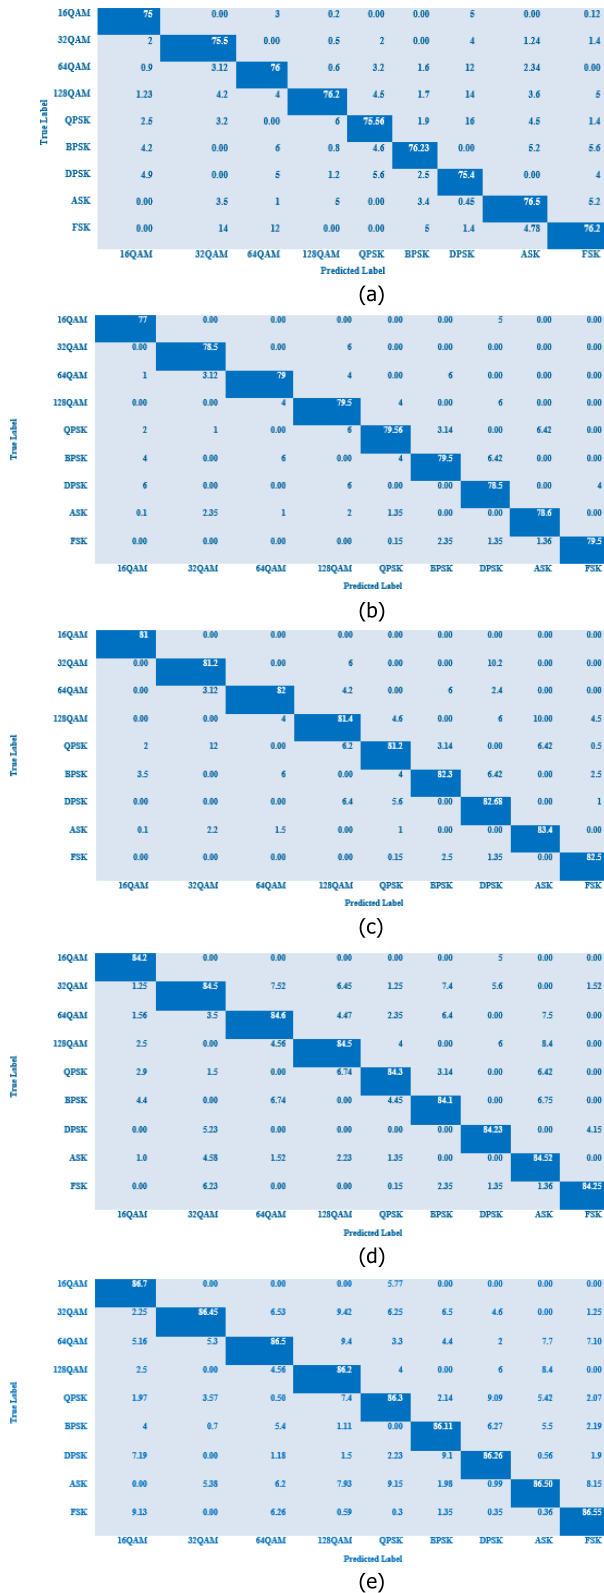 16QAM 75 0.00 3 0.2 0.00 0.00 5 0.00 0.12
32QAM 2 75.5 0.00 0.5 2 0.00 4 1.24 1.4
64QAM 0.9 3.12 76 0.6 3.2 1.6 12 2.34 0.00
128QAM 1.23 4.2 4 76.2 4.5 1.7 14 3.6 5
QPSK 2.5 3.2 0.00 6 75.56 1.9 16 4.5 1.4
BPSK 4.2 0.00 6 0.8 4.6 76.23 0.00 5.2 5.6
DPSK 4.9 0.00 5 1.2 5.6 2.5 75.4 0.00 4
ASK 0.00 3.5 1 5 0.00 3.4 0.45 76.5 5.2
FSK 0.00 14 12 0.00 0.00 5 1.4 4.78 76.2
True Label
16QAM 32QAM 64QAM 128QAM QPSK BPSK DPSK ASK FSK
Predicted Label
(a)
16QAM 77 0.00 0.00 0.00 0.00 0.00 5 0.00 0.00
32QAM 0.00 78.5 0.00 6 0.00 0.00 0.00 0.00 0.00
64QAM 1 3.12 79 4 0.00 6 0.00 0.00 0.00
128QAM 0.00 0.00 4 79.5 4 0.00 6 0.00 0.00
QPSK 2 1 0.00 6 79.56 3.14 0.00 6.42 0.00
BPSK 4 0.00 6 0.00 4 79.5 6.42 0.00 0.00
DPSK 6 0.00 0.00 6 0.00 0.00 78.5 0.00 4
ASK 0.1 2.35 1 2 1.35 0.00 0.00 78.6 0.00
FSK 0.00 0.00 0.00 0.00 0.15 2.35 1.35 1.36 79.5
True Label
16QAM 32QAM 64QAM 128QAM QPSK BPSK DPSK ASK FSK
Predicted Label
(b)
16QAM 81 0.00 0.00 0.00 0.00 0.00 0.00 0.00 0.00
32QAM 0.00 81.2 0.00 6 0.00 0.00 10.2 0.00 0.00
64QAM 0.00 3.12 82 4.2 0.00 6 2.4 0.00 0.00
128QAM 0.00 0.00 4 81.4 4.6 0.00 6 10.00 4.5
QPSK 2 12 0.00 6.2 81.2 3.14 0.00 6.42 0.5
BPSK 3.5 0.00 6 0.00 4 82.3 6.42 0.00 2.5
DPSK 0.00 0.00 0.00 6.4 5.6 0.00 82.68 0.00 1
ASK 0.1 2.2 1.5 0.00 1 0.00 0.00 83.4 0.00
FSK 0.00 0.00 0.00 0.00 0.15 2.5 1.35 0.00 82.5
True Label
16QAM 32QAM 64QAM 128QAM QPSK BPSK DPSK ASK FSK
Predicted Label
(c)
16QAM 84.2 0.00 0.00 0.00 0.00 0.00 5 0.00 0.00
32QAM 1.25 84.5 7.52 6.45 1.25 7.4 5.6 0.00 1.52
64QAM 1.56 3.5 84.6 4.47 2.35 6.4 0.00 7.5 0.00
128QAM 2.5 0.00 4.56 84.5 4 0.00 6 8.4 0.00
QPSK 2.9 1.5 0.00 6.74 84.3 3.14 0.00 6.42 0.00
BPSK 4.4 0.00 6.74 0.00 4.45 84.1 0.00 6.75 0.00
DPSK 0.00 5.23 0.00 0.00 0.00 0.00 84.23 0.00 4.15
ASK 1.0 4.58 1.52 2.23 1.35 0.00 0.00 84.52 0.00
FSK 0.00 6.23 0.00 0.00 0.15 2.35 1.35 1.36 84.25
True Label
16QAM 32QAM 64QAM 128QAM QPSK BPSK DPSK ASK FSK
Predicted Label
(d)
16QAM 86.7 0.00 0.00 0.00 5.77 0.00 0.00 0.00 0.00
32QAM 2.25 86.45 6.53 9.42 6.25 6.5 4.6 0.00 1.52
64QAM 5.16 5.3 86.5 9.4 3.3 4.4 2 7.7 7.10
128QAM 2.5 0.00 4.56 86.2 4 0.00 6 8.4 0.00
QPSK 1.97 3.57 0.50 7.4 86.3 2.14 9.09 5.42 2.07
BPSK 4 0.7 5.4 1.11 0.00 86.11 6.27 5.5 2.19
DPSK 7.19 0.00 1.18 1.5 2.23 9.1 86.26 0.56 1.9
ASK 0.00 5.38 6.2 7.93 9.15 1.98 0.99 86.50 8.15
FSK 9.13 0.00 6.26 0.59 0.3 1.35 0.35 0.36 86.55
True Label
16QAM 32QAM 64QAM 128QAM QPSK BPSK DPSK ASK FSK
Predicted Label
(e)